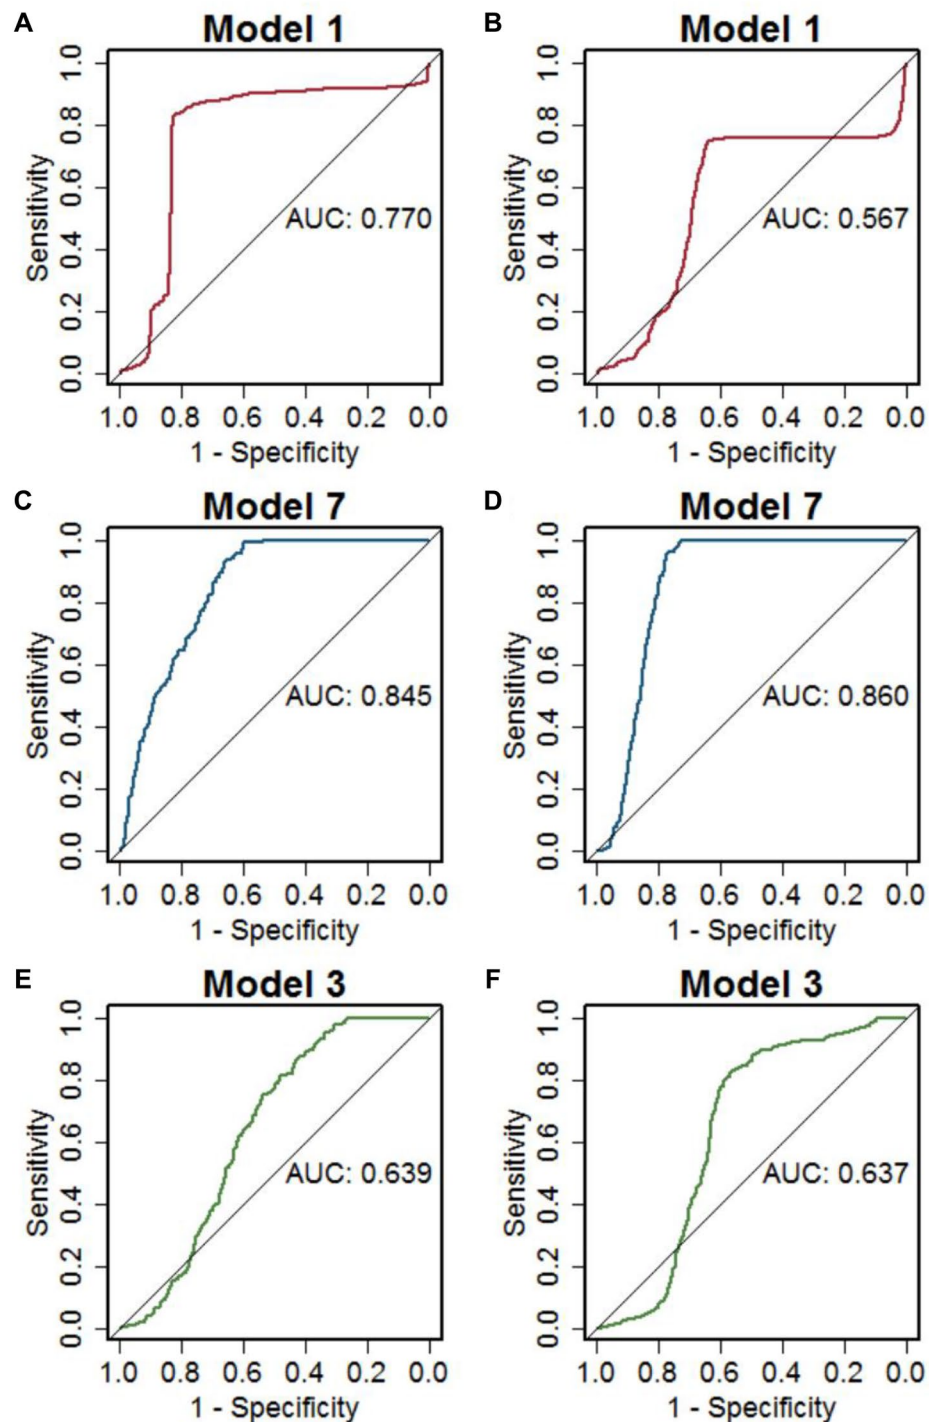 A
Model 1
Sensitivity
1.0
0.8
0.6
0.4
0.2
0.0
AUC: 0.770
1.0 0.8 0.6 0.4 0.2 0.0
1 - Specificity
B
Model 1
Sensitivity
1.0
0.8
0.6
0.4
0.2
0.0
AUC: 0.567
1.0 0.8 0.6 0.4 0.2 0.0
1 - Specificity
C
Model 7
Sensitivity
1.0
0.8
0.6
0.4
0.2
0.0
AUC: 0.845
1.0 0.8 0.6 0.4 0.2 0.0
1 - Specificity
D
Model 7
Sensitivity
1.0
0.8
0.6
0.4
0.2
0.0
AUC: 0.860
1.0 0.8 0.6 0.4 0.2 0.0
1 - Specificity
E
Model 3
Sensitivity
1.0
0.8
0.6
0.4
0.2
0.0
AUC: 0.639
1.0 0.8 0.6 0.4 0.2 0.0
1 - Specificity
F
Model 3
Sensitivity
1.0
0.8
0.6
0.4
0.2
0.0
AUC: 0.637
1.0 0.8 0.6 0.4 0.2 0.0
1 - Specificity